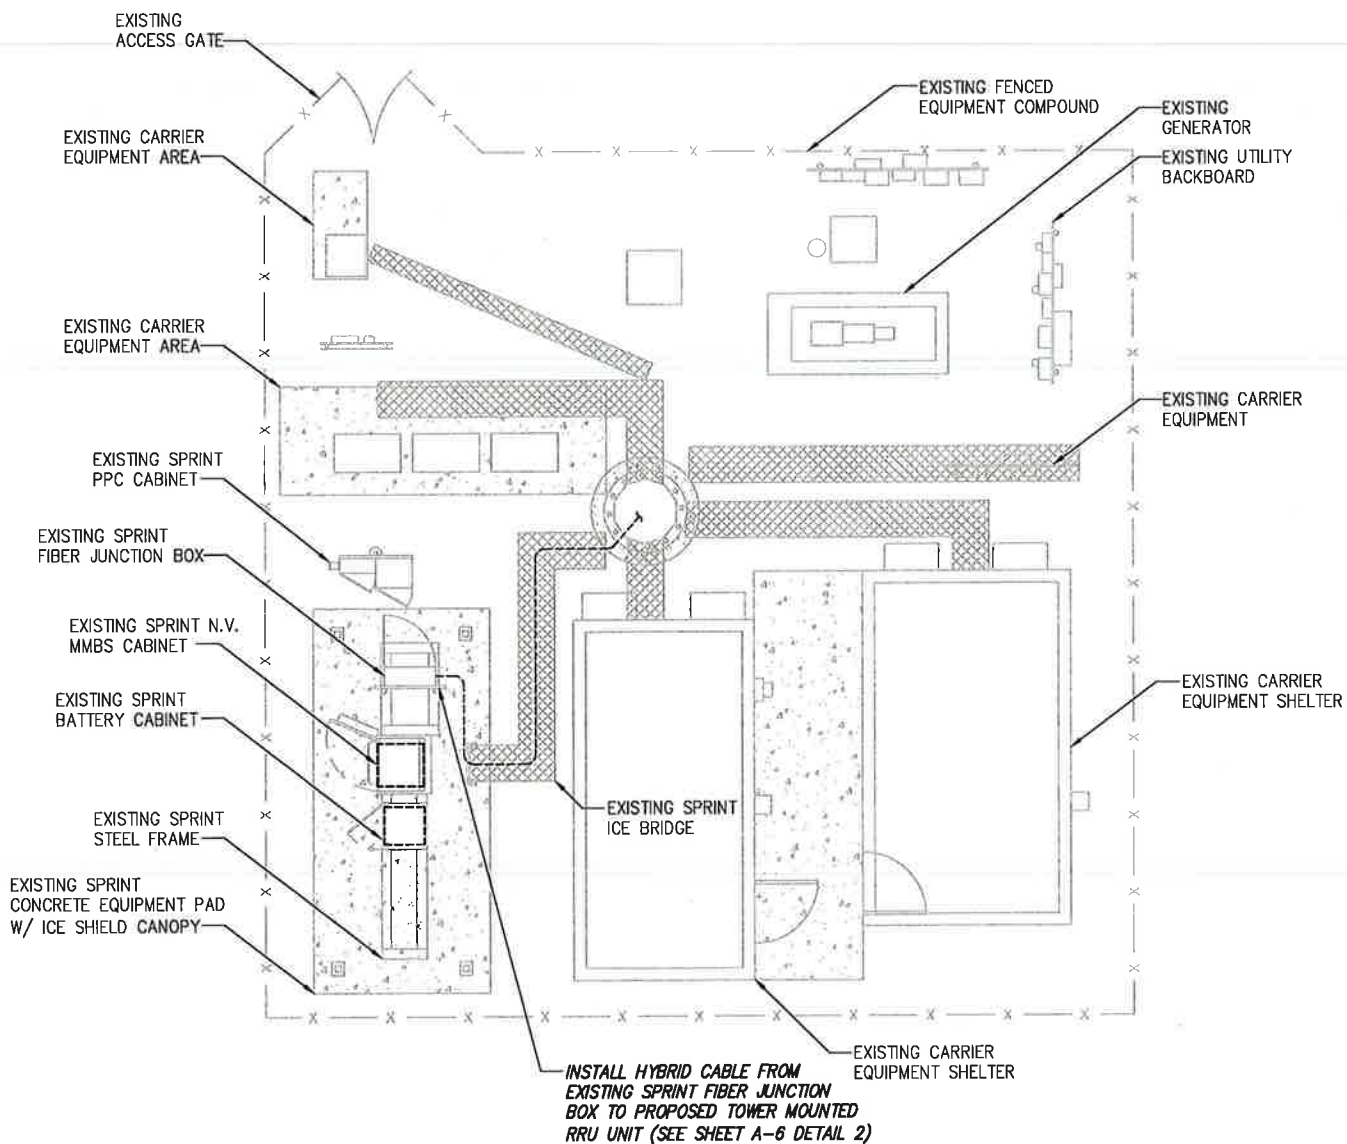 EXISTING
ACCESS GATE
EXISTING FENCED
EQUIPMENT COMPOUND
EXISTING
GENERATOR
EXISTING CARRIER
EQUIPMENT AREA
EXISTING UTILITY
BACKBOARD
EXISTING CARRIER
EQUIPMENT AREA
EXISTING CARRIER
EQUIPMENT
EXISTING SPRINT
PPC CABINET
EXISTING SPRINT
FIBER JUNCTION BOX
EXISTING SPRINT N.V.
MMBS CABINET
EXISTING SPRINT
BATTERY CABINET
EXISTING CARRIER
EQUIPMENT SHELTER
EXISTING SPRINT
ICE BRIDGE
EXISTING SPRINT
STEEL FRAME
EXISTING SPRINT
CONCRETE EQUIPMENT PAD
W/ ICE SHIELD CANOPY
EXISTING CARRIER
EQUIPMENT SHELTER
INSTALL HYBRID CABLE FROM
EXISTING SPRINT FIBER JUNCTION
BOX TO PROPOSED TOWER MOUNTED
RRU UNIT (SEE SHEET A-6 DETAIL 2)